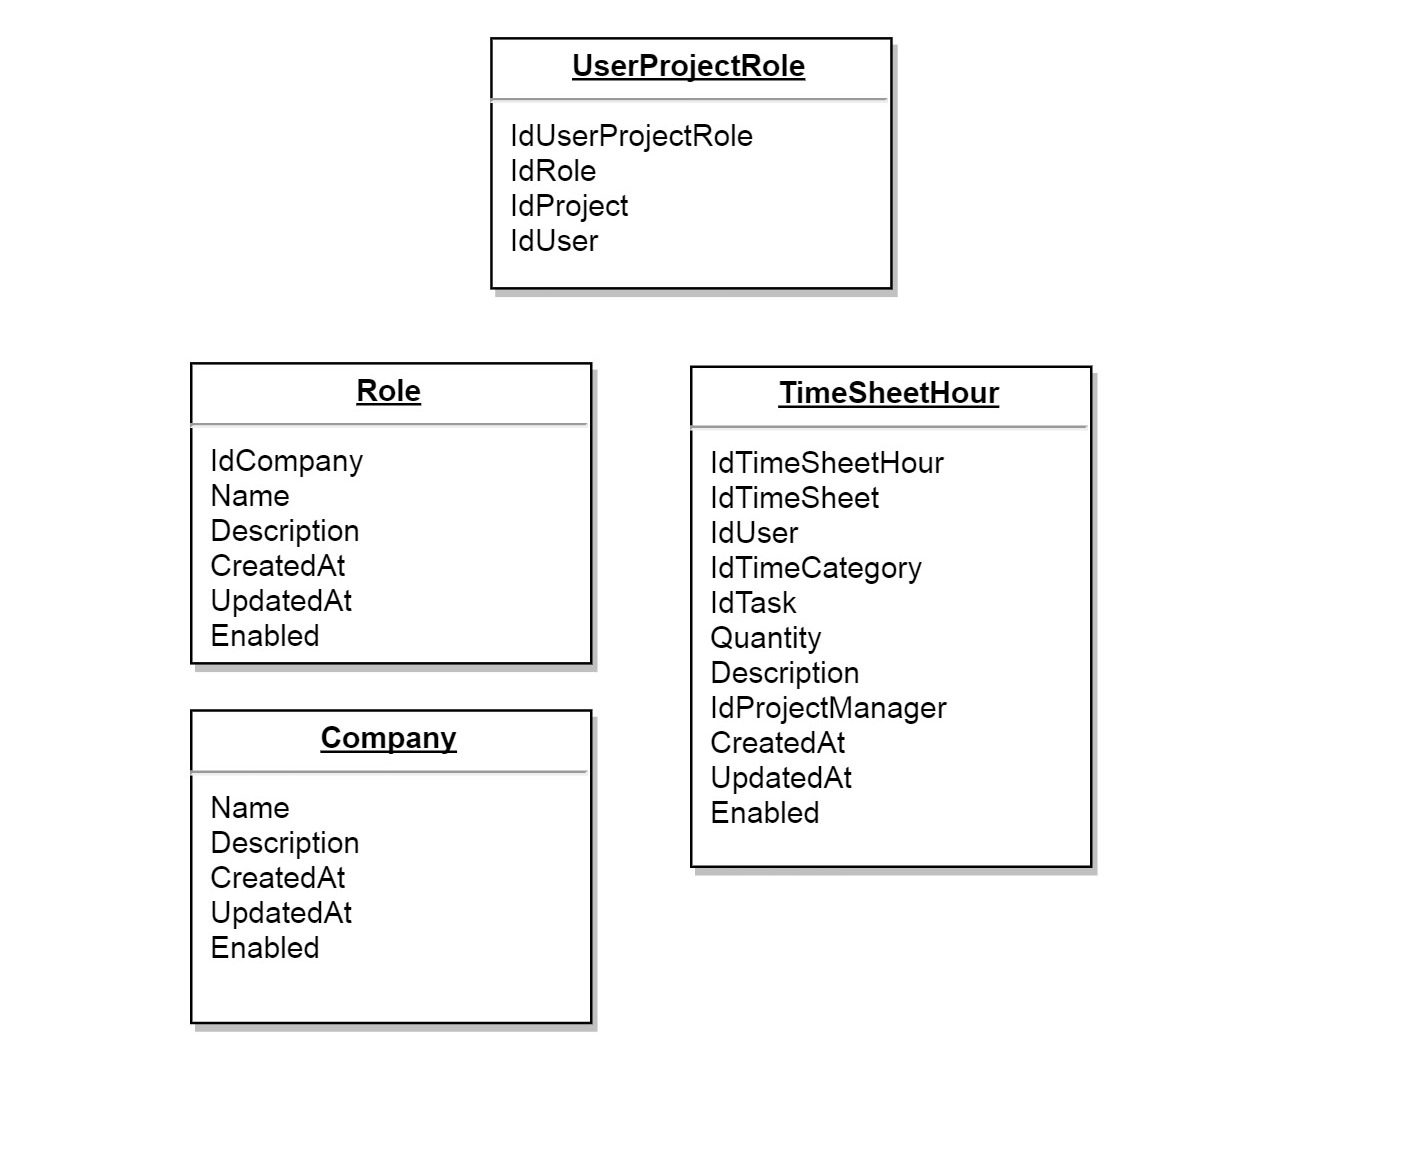 UserProjectRole
IdUserProjectRole
IdRole
IdProject
IdUser
Role
IdCompany
Name
Description
CreatedAt
UpdatedAt
Enabled
Company
Name
Description
CreatedAt
UpdatedAt
Enabled
TimeSheetHour
IdTimeSheetHour
IdTimeSheet
IdUser
IdTimeCategory
IdTask
Quantity
Description
IdProjectManager
CreatedAt
UpdatedAt
Enabled